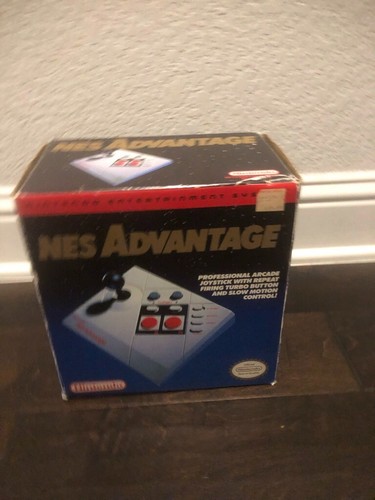 NES ADVANTAGE
NINTENDO ENTERTAINMENT SYS
NES ADVANTAGE
PROFESSIONAL ARCADE
JOYSTICK WITH REPEAT
FIRING TURBO BUTTON
AND SLOW MOTION
CONTROL!
Nintendo